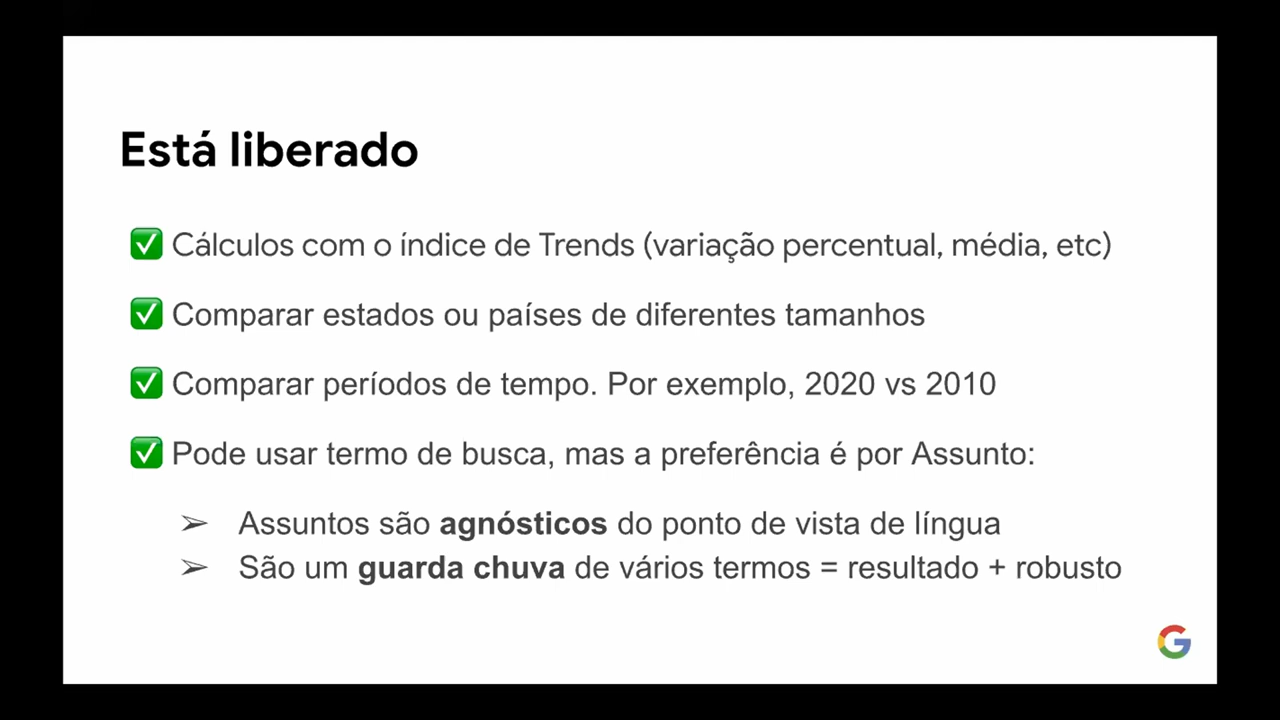 Está liberado
✅ Cálculos com o índice de Trends (variação percentual, média, etc)
✅ Comparar estados ou países de diferentes tamanhos
✅ Comparar períodos de tempo. Por exemplo, 2020 vs 2010
✅ Pode usar termo de busca, mas a preferência é por Assunto:
➢ Assuntos são agnósticos do ponto de vista de língua
➢ São um guarda chuva de vários termos = resultado + robusto
G